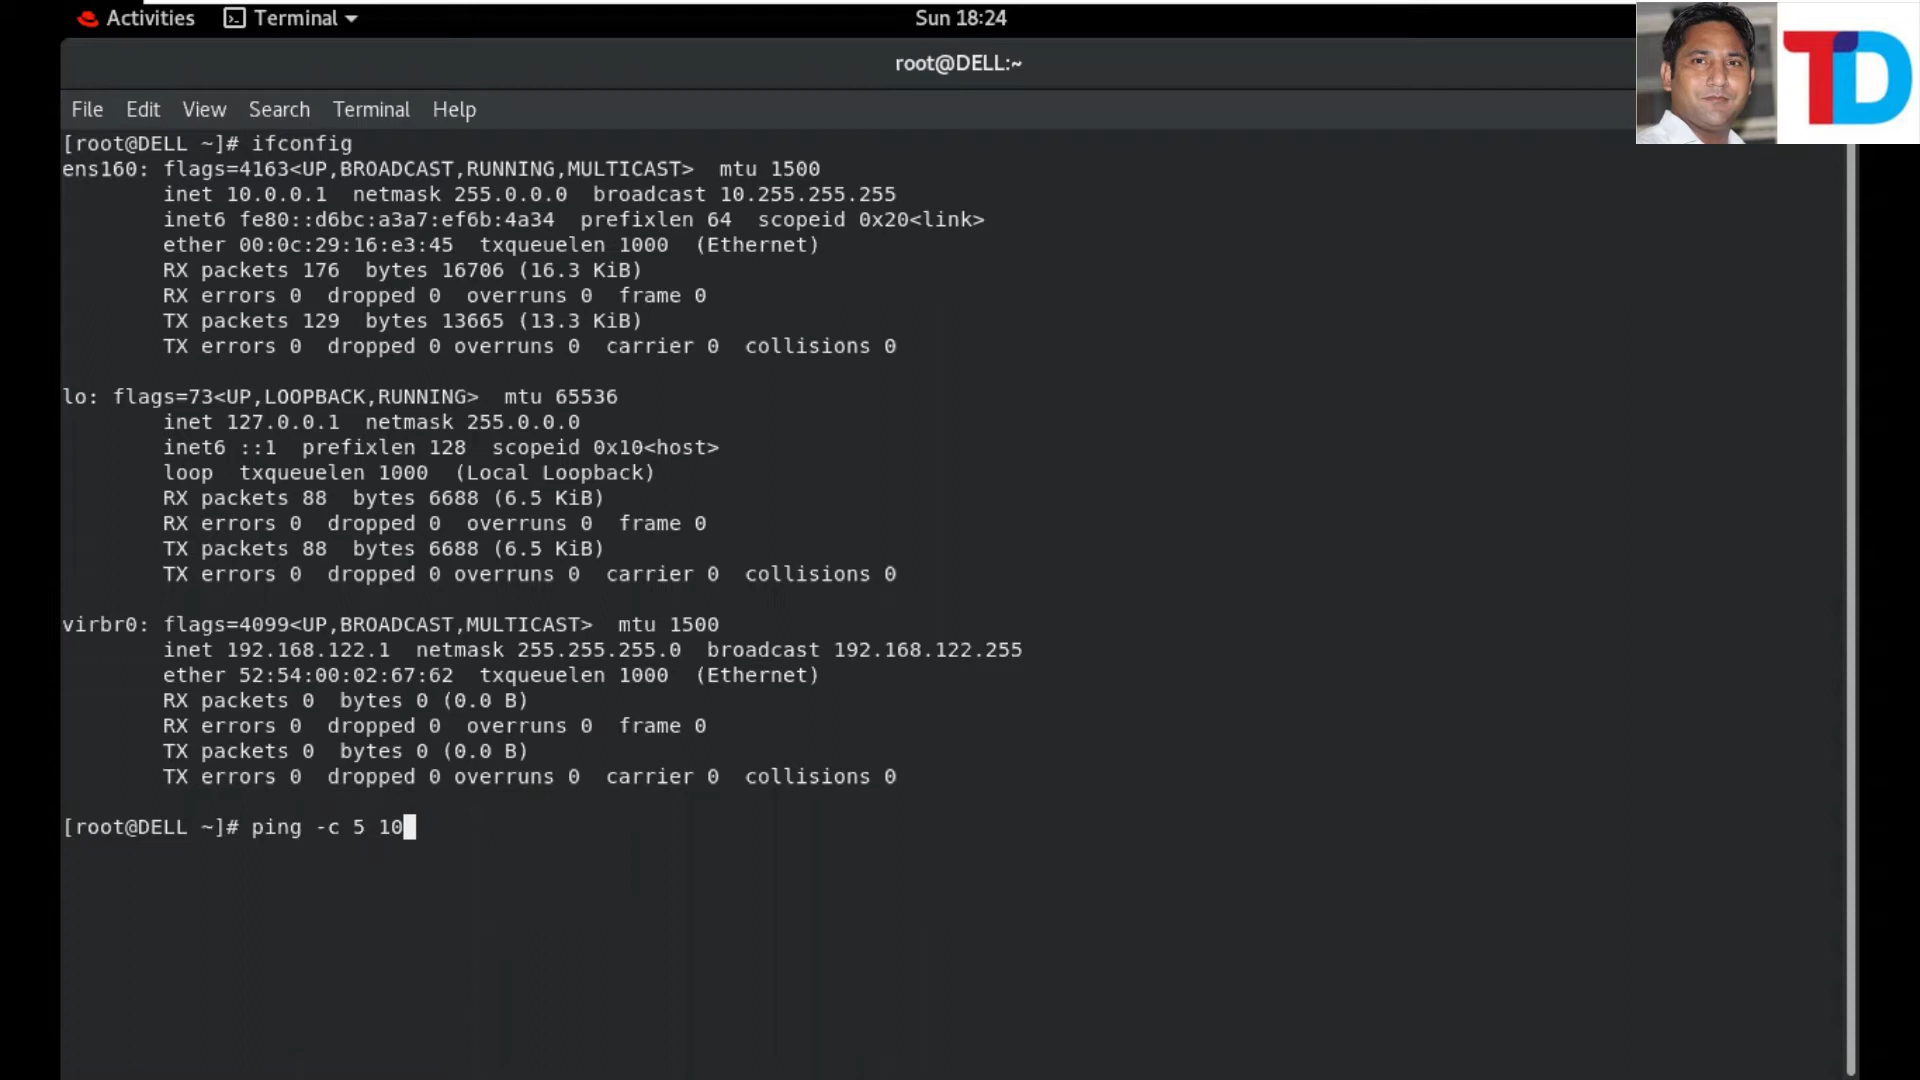 Activities Terminal Sun 18:24
TD
root@DELL:~
File Edit View Search Terminal Help
[root@DELL ~]# ifconfig
ens160: flags=4163<UP,BROADCAST,RUNNING,MULTICAST>  mtu 1500
        inet 10.0.0.1  netmask 255.0.0.0  broadcast 10.255.255.255
        inet6 fe80::d6bc:a3a7:ef6b:4a34  prefixlen 64  scopeid 0x20<link>
        ether 00:0c:29:16:e3:45  txqueuelen 1000  (Ethernet)
        RX packets 176  bytes 16706 (16.3 KiB)
        RX errors 0  dropped 0  overruns 0  frame 0
        TX packets 129  bytes 13665 (13.3 KiB)
        TX errors 0  dropped 0 overruns 0  carrier 0  collisions 0
lo: flags=73<UP,LOOPBACK,RUNNING>  mtu 65536
        inet 127.0.0.1  netmask 255.0.0.0
        inet6 ::1  prefixlen 128  scopeid 0x10<host>
        loop  txqueuelen 1000  (Local Loopback)
        RX packets 88  bytes 6688 (6.5 KiB)
        RX errors 0  dropped 0  overruns 0  frame 0
        TX packets 88  bytes 6688 (6.5 KiB)
        TX errors 0  dropped 0 overruns 0  carrier 0  collisions 0
virbr0: flags=4099<UP,BROADCAST,MULTICAST>  mtu 1500
        inet 192.168.122.1  netmask 255.255.255.0  broadcast 192.168.122.255
        ether 52:54:00:02:67:62  txqueuelen 1000  (Ethernet)
        RX packets 0  bytes 0 (0.0 B)
        RX errors 0  dropped 0  overruns 0  frame 0
        TX packets 0  bytes 0 (0.0 B)
        TX errors 0  dropped 0 overruns 0  carrier 0  collisions 0
[root@DELL ~]# ping -c 5 10